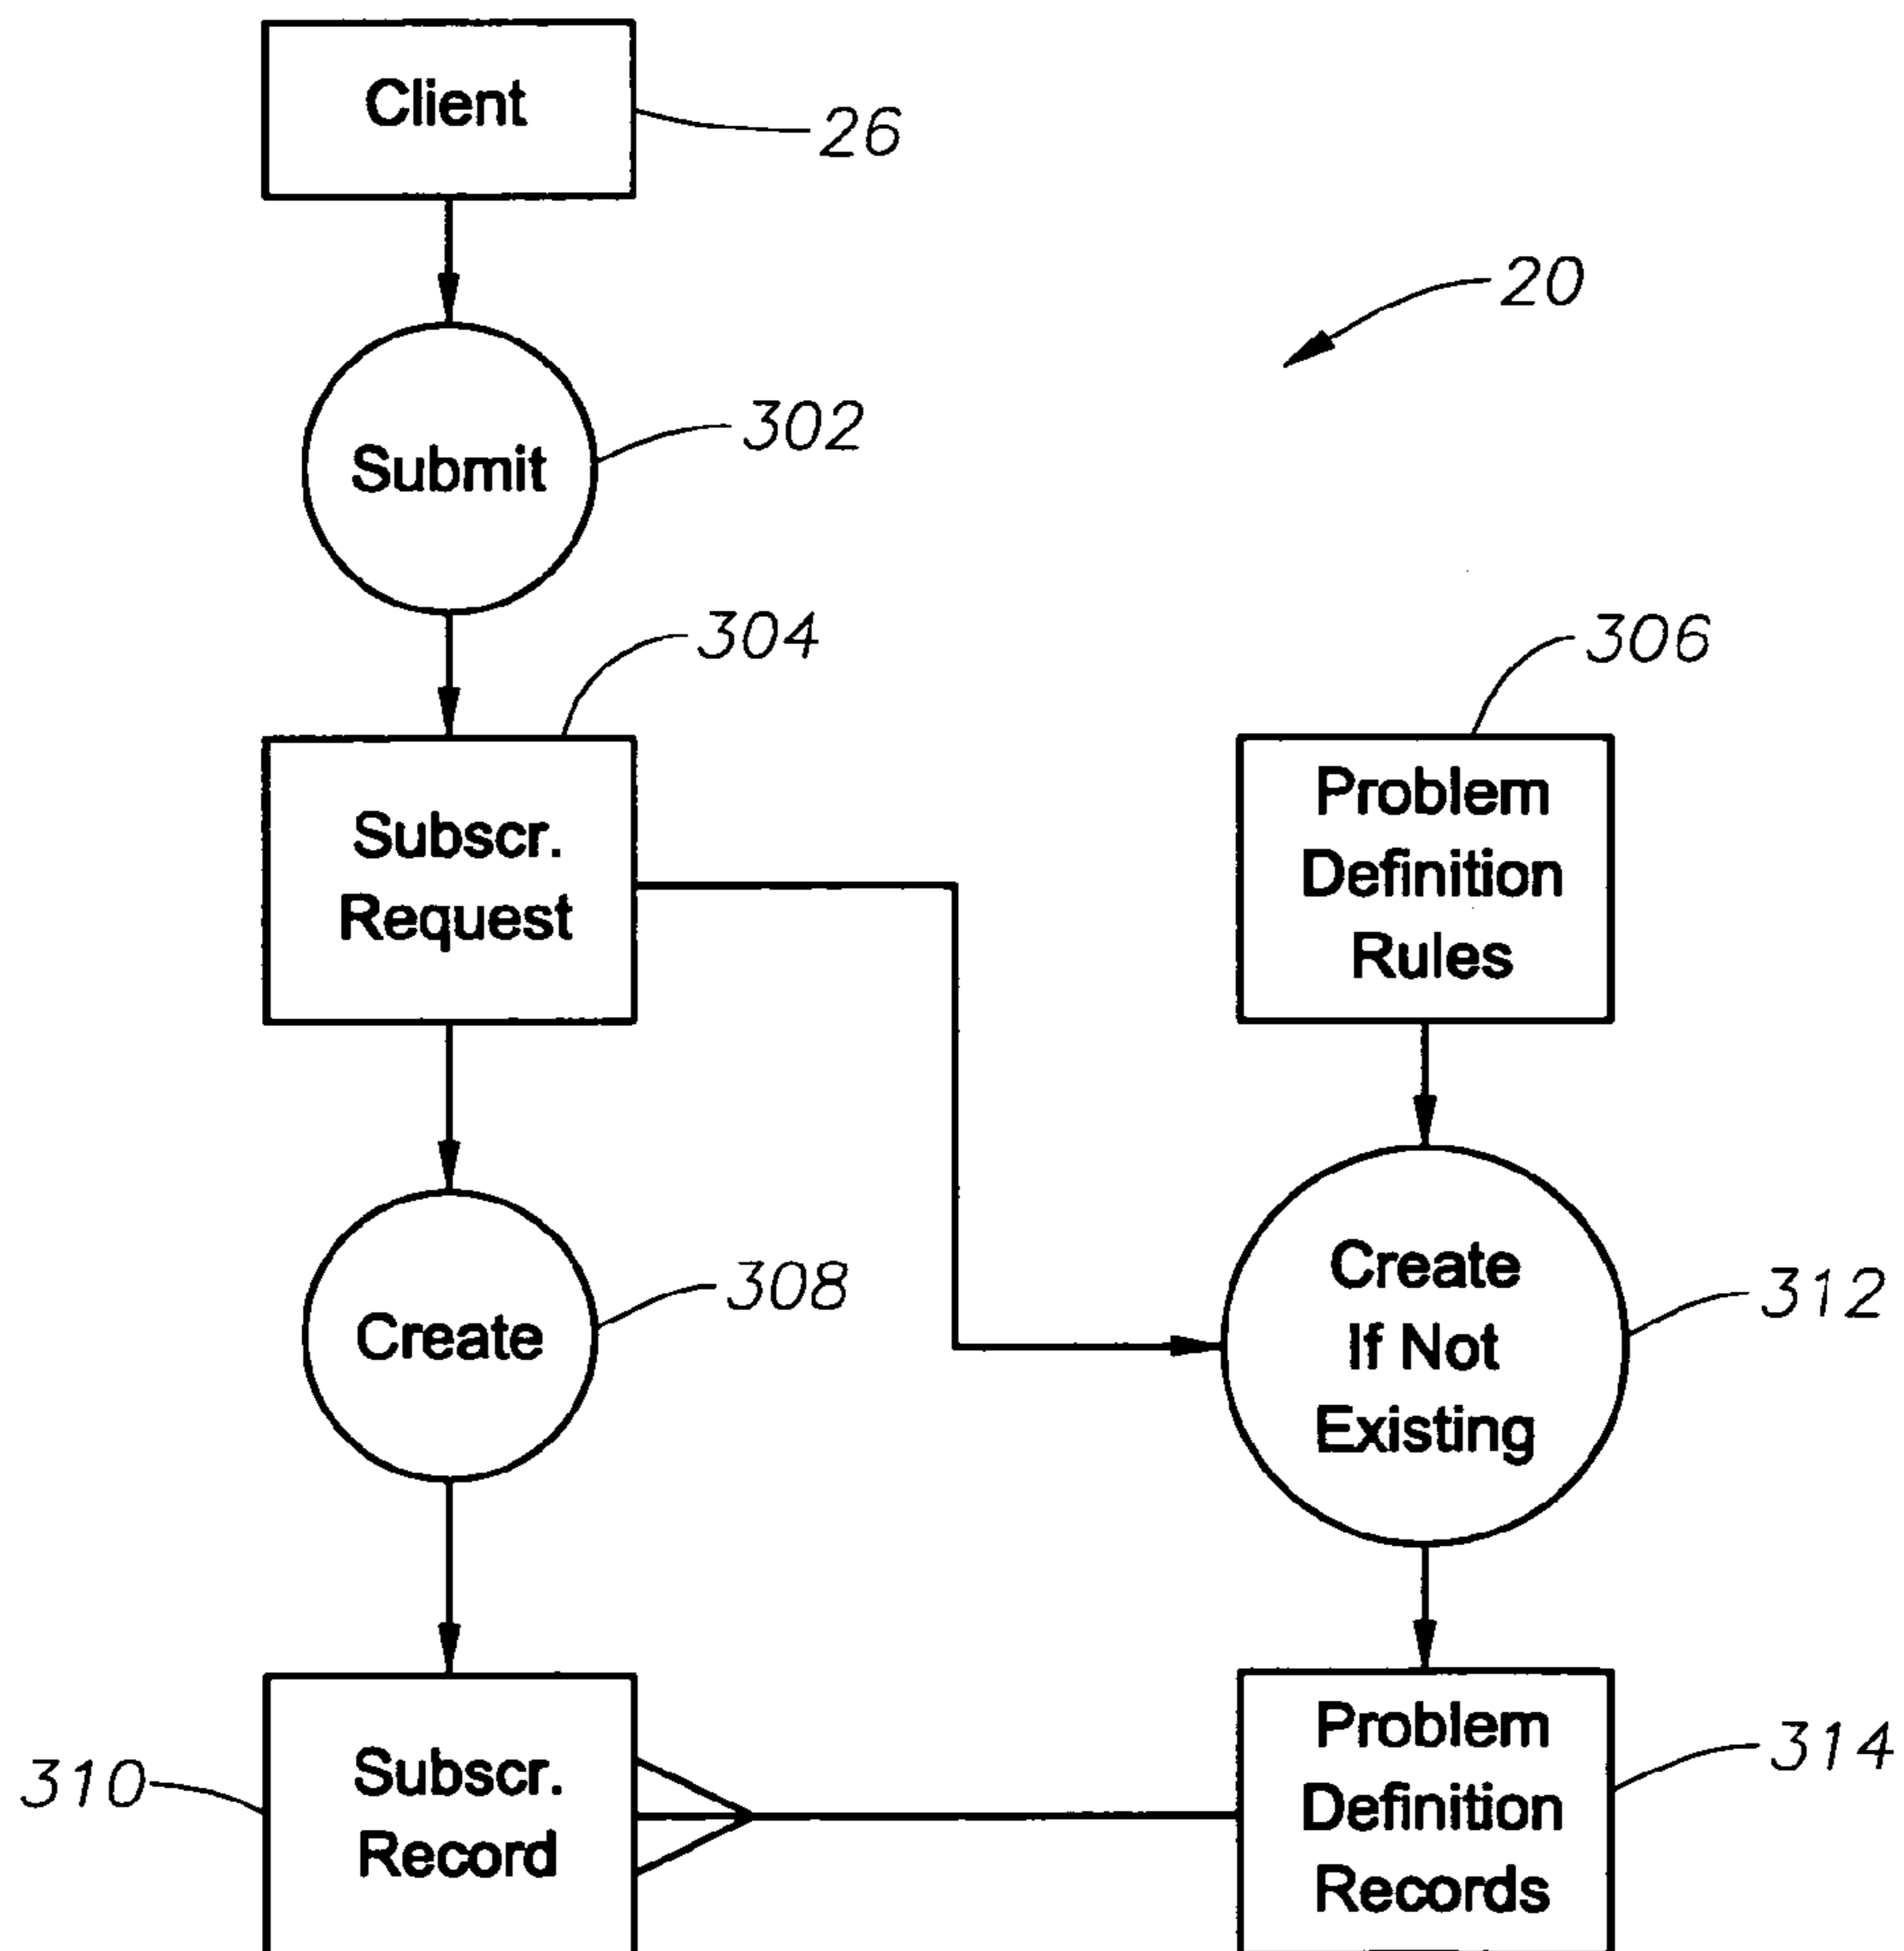 Client
26
20
Submit
302
304
306
Subscr.
Request
Problem
Definition
Rules
Create
308
Create
If Not
Existing
312
310
Subscr.
Record
Problem
Definition
Records
314